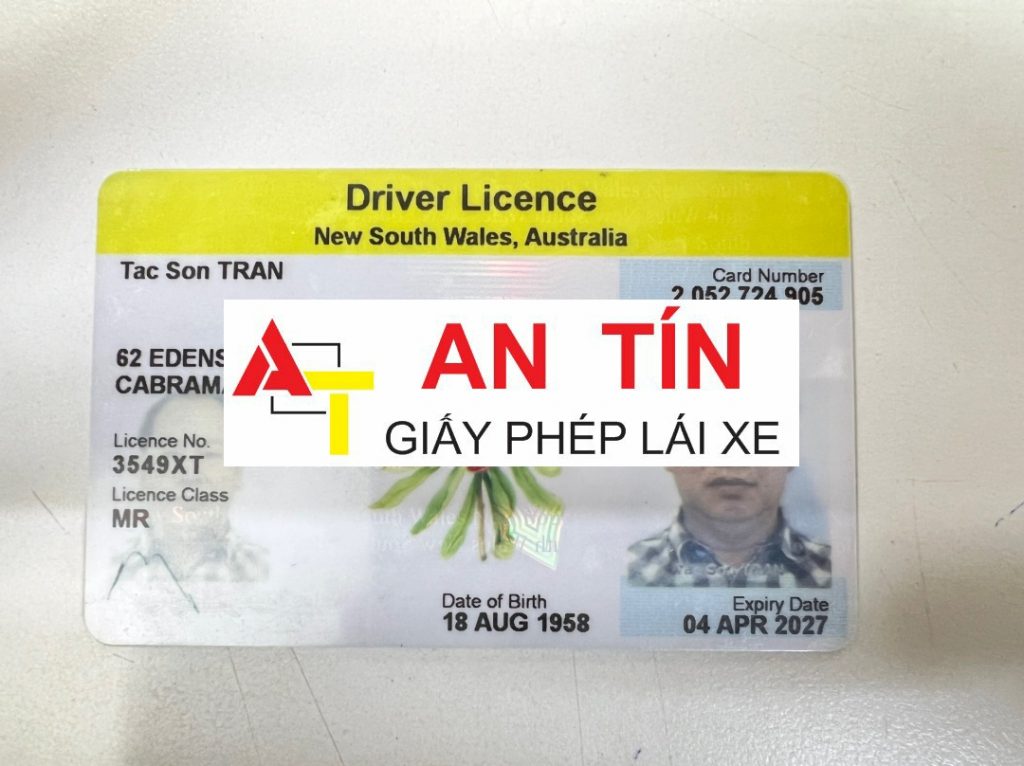 Driver Licence
New South Wales, Australia
Tac Son TRAN
Card Number
2 052 724 905
62
AN TÍN
GIẤY PHÉP LÁI XE
Licence No.
3549XT
Licence Class
MR
Date of Birth
18 AUG 1958
Expiry Date
04 APR 2027